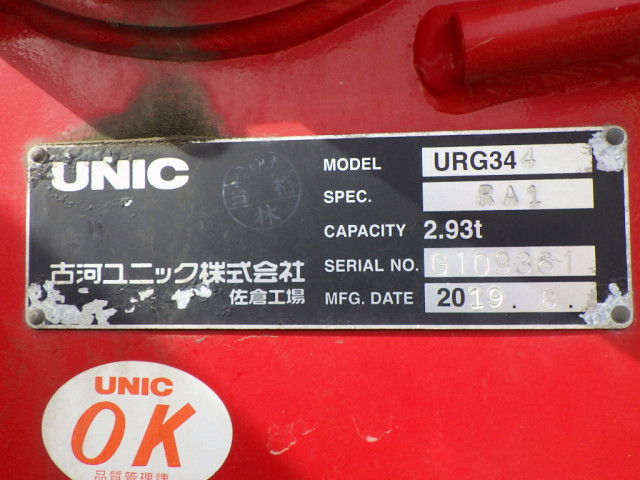 UNIC
MODEL URG344
SPEC. RA1
CAPACITY 2.93t
SERIAL NO. G109361
MFG. DATE 2019.
古河ユニック株式会社
佐倉工場
UNIC
OK
品質管理課